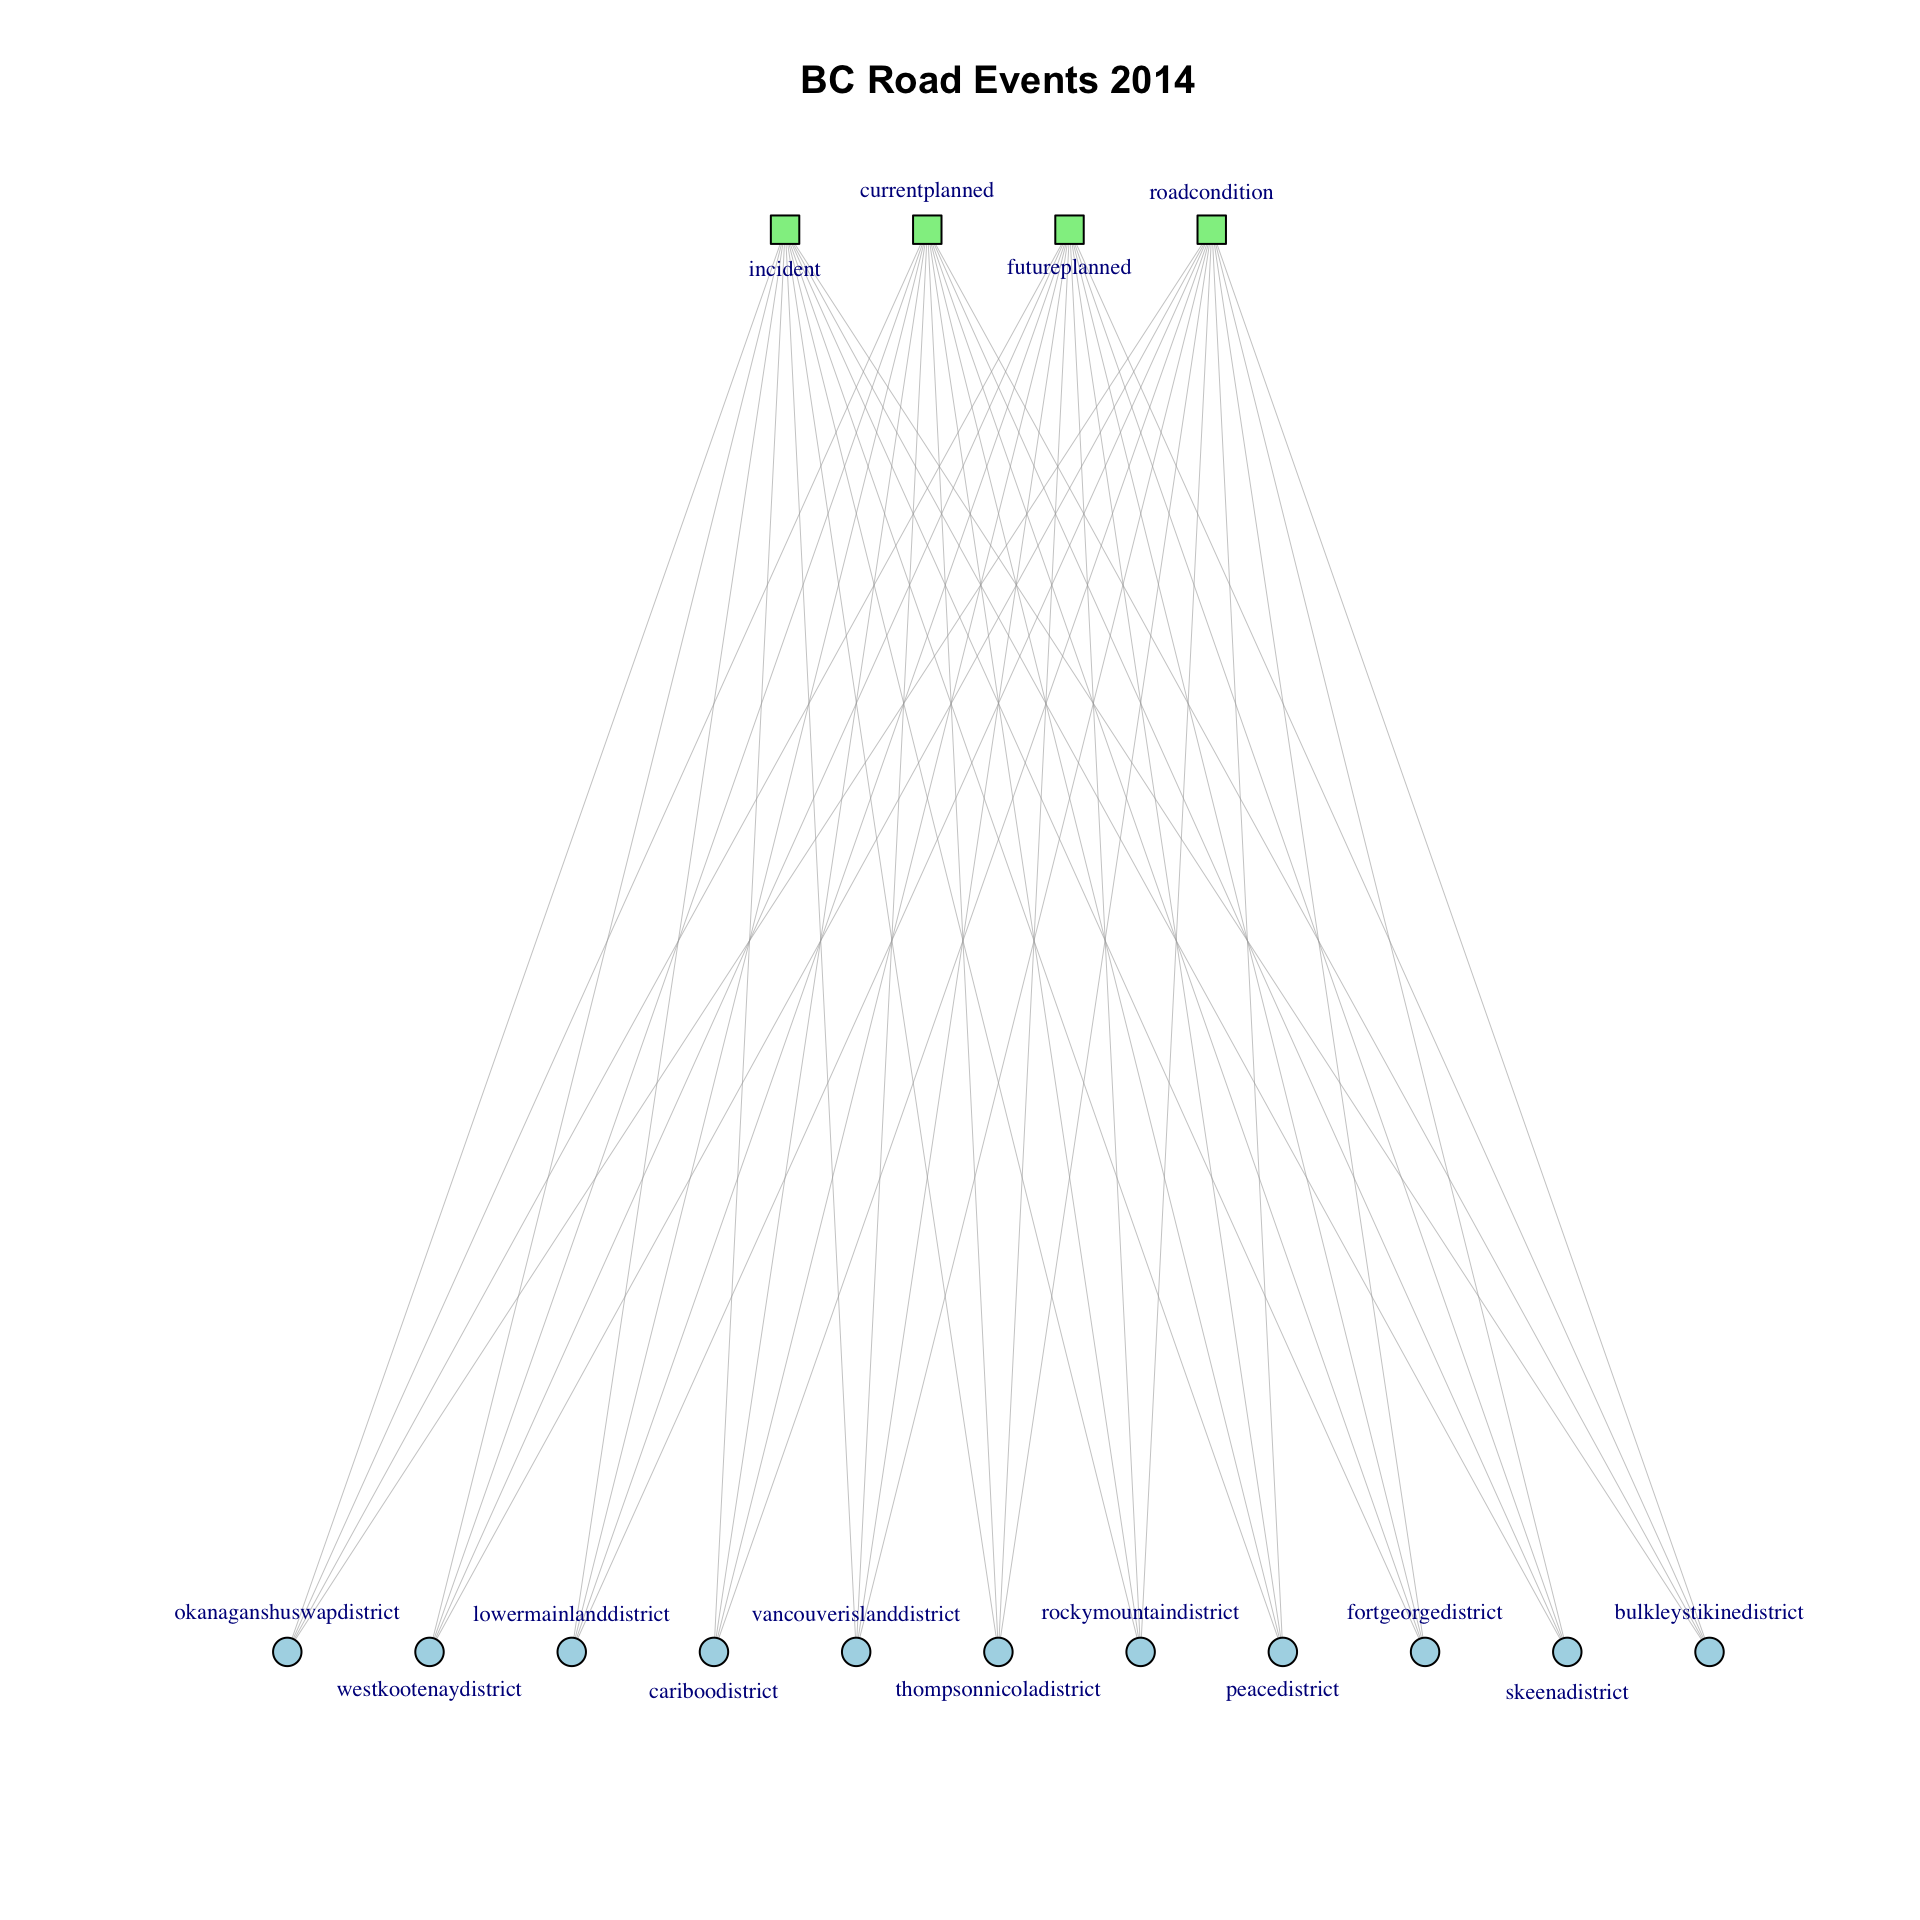 BC Road Events 2014
currentplanned
roadcondition
incident
futureplanned
okanaganshuswapdistrict
lowermainlanddistrict
vancouverislanddistrict
rockymountaindistrict
fortgeorgedistrict
bulkleystikinedistrict
westkootenaydistrict
cariboodistrict
thompsonnicoladistrict
peacedistrict
skeenadistrict